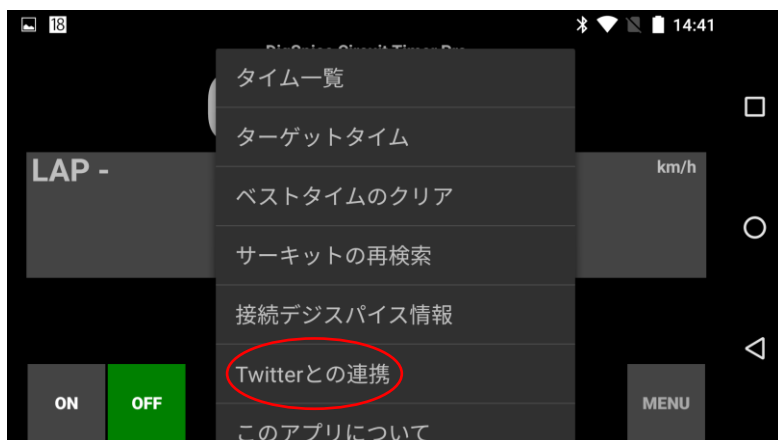 18
14:41
タイム一覧
ターゲットタイム
LAP -
km/h
ベストタイムのクリア
サーキットの再検索
接続デジスパイス情報
Twitterとの連携
ON
OFF
MENU
このアプリについて